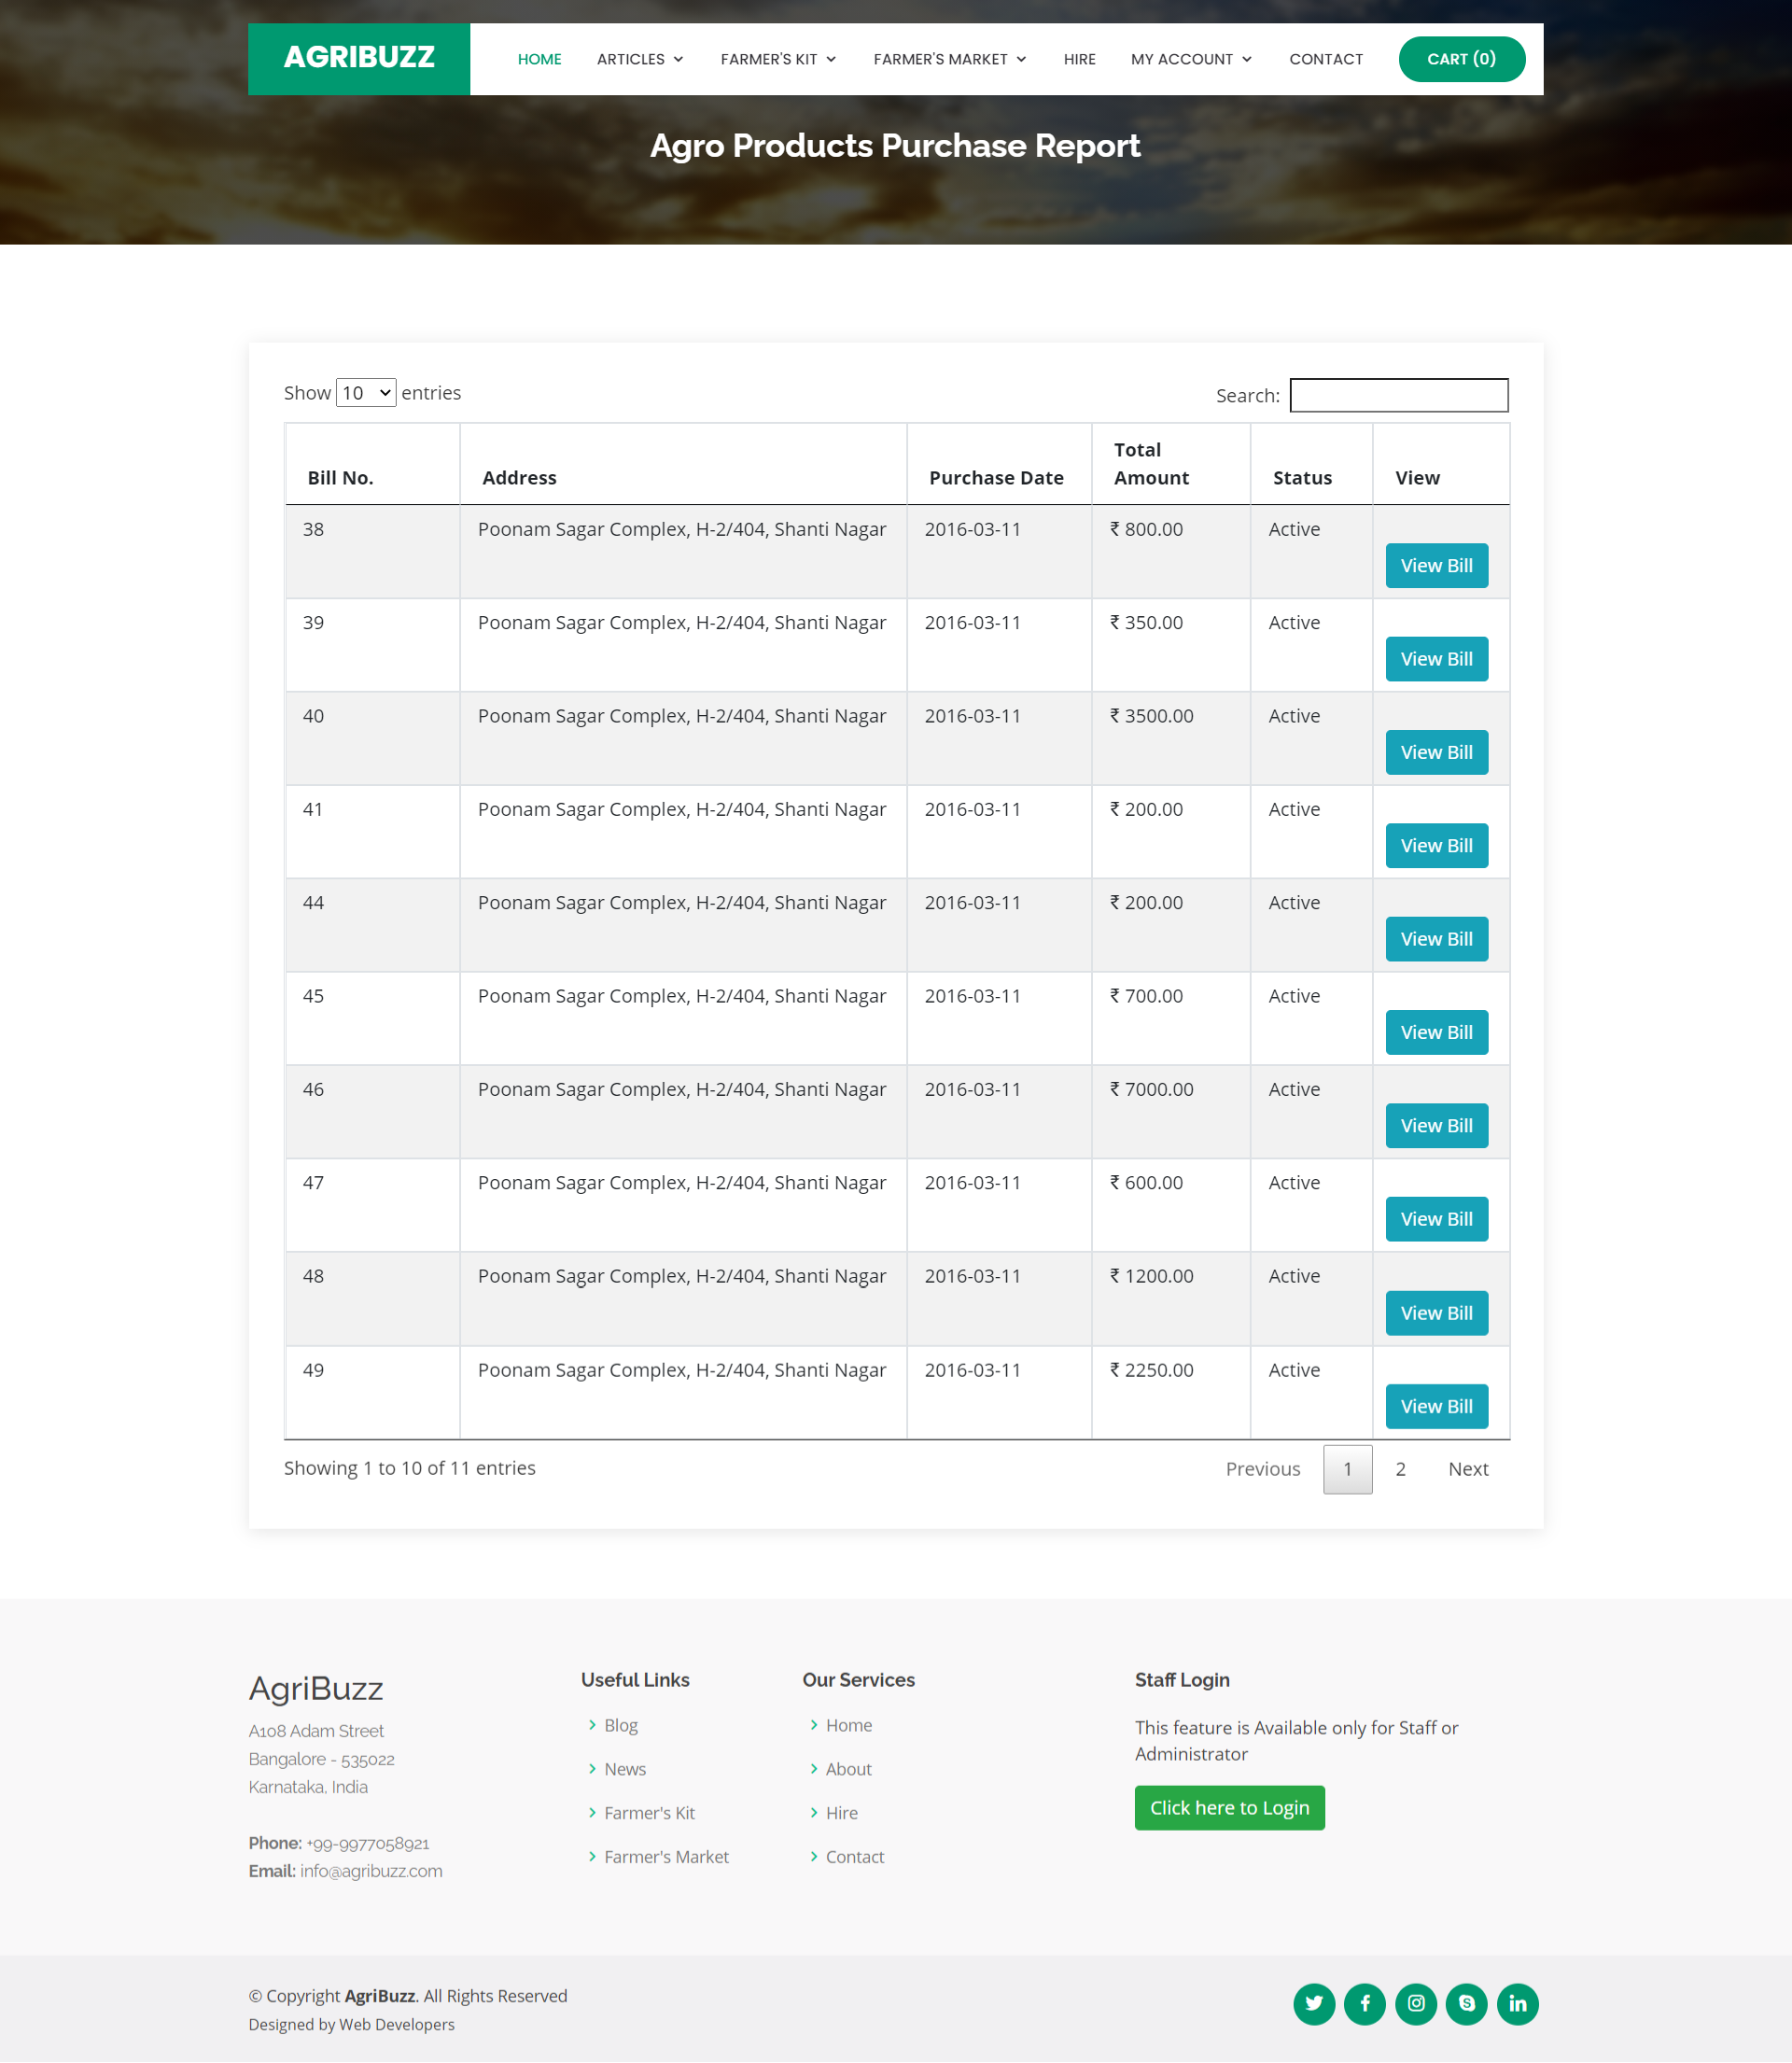 AGRIBUZZ
HOME ARTICLES FARMER'S KIT FARMER'S MARKET HIRE MY ACCOUNT CONTACT CART (0)
Agro Products Purchase Report
Show 10 entries Search:
Bill No. Address Purchase Date Total Amount Status View
38 Poonam Sagar Complex, H-2/404, Shanti Nagar 2016-03-11 ₹ 800.00 Active View Bill
39 Poonam Sagar Complex, H-2/404, Shanti Nagar 2016-03-11 ₹ 350.00 Active View Bill
40 Poonam Sagar Complex, H-2/404, Shanti Nagar 2016-03-11 ₹ 3500.00 Active View Bill
41 Poonam Sagar Complex, H-2/404, Shanti Nagar 2016-03-11 ₹ 200.00 Active View Bill
44 Poonam Sagar Complex, H-2/404, Shanti Nagar 2016-03-11 ₹ 200.00 Active View Bill
45 Poonam Sagar Complex, H-2/404, Shanti Nagar 2016-03-11 ₹ 700.00 Active View Bill
46 Poonam Sagar Complex, H-2/404, Shanti Nagar 2016-03-11 ₹ 7000.00 Active View Bill
47 Poonam Sagar Complex, H-2/404, Shanti Nagar 2016-03-11 ₹ 600.00 Active View Bill
48 Poonam Sagar Complex, H-2/404, Shanti Nagar 2016-03-11 ₹ 1200.00 Active View Bill
49 Poonam Sagar Complex, H-2/404, Shanti Nagar 2016-03-11 ₹ 2250.00 Active View Bill
Showing 1 to 10 of 11 entries Previous 1 2 Next
AgriBuzz
A108 Adam Street
Bangalore - 535022
Karnataka, India
Phone: +99-9977058921
Email: info@agribuzz.com
Useful Links
Blog
News
Farmer's Kit
Farmer's Market
Our Services
Home
About
Hire
Contact
Staff Login
This feature is Available only for Staff or
Administrator
Click here to Login
© Copyright AgriBuzz. All Rights Reserved
Designed by Web Developers